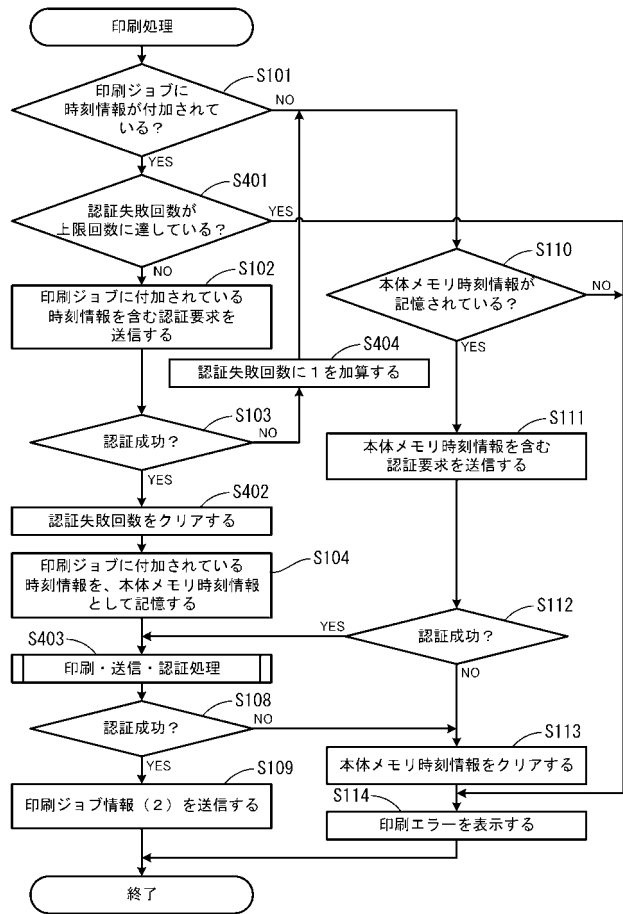 印刷処理
S101
印刷ジョブに
時刻情報が付加されて
いる？
NO
YES
S401
認証失敗回数が
上限回数に達している？
YES
NO
S102
印刷ジョブに付加されている
時刻情報を含む認証要求を
送信する
S110
本体メモリ時刻情報が
記憶されている？
NO
YES
S404
認証失敗回数に１を加算する
S103
認証成功？
NO
YES
S111
本体メモリ時刻情報を含む
認証要求を送信する
S402
認証失敗回数をクリアする
S104
印刷ジョブに付加されている
時刻情報を、本体メモリ時刻情報
として記憶する
S112
認証成功？
YES
NO
S403
印刷・送信・認証処理
S108
認証成功？
NO
YES
S113
本体メモリ時刻情報をクリアする
S109
印刷ジョブ情報（２）を送信する
S114
印刷エラーを表示する
終了